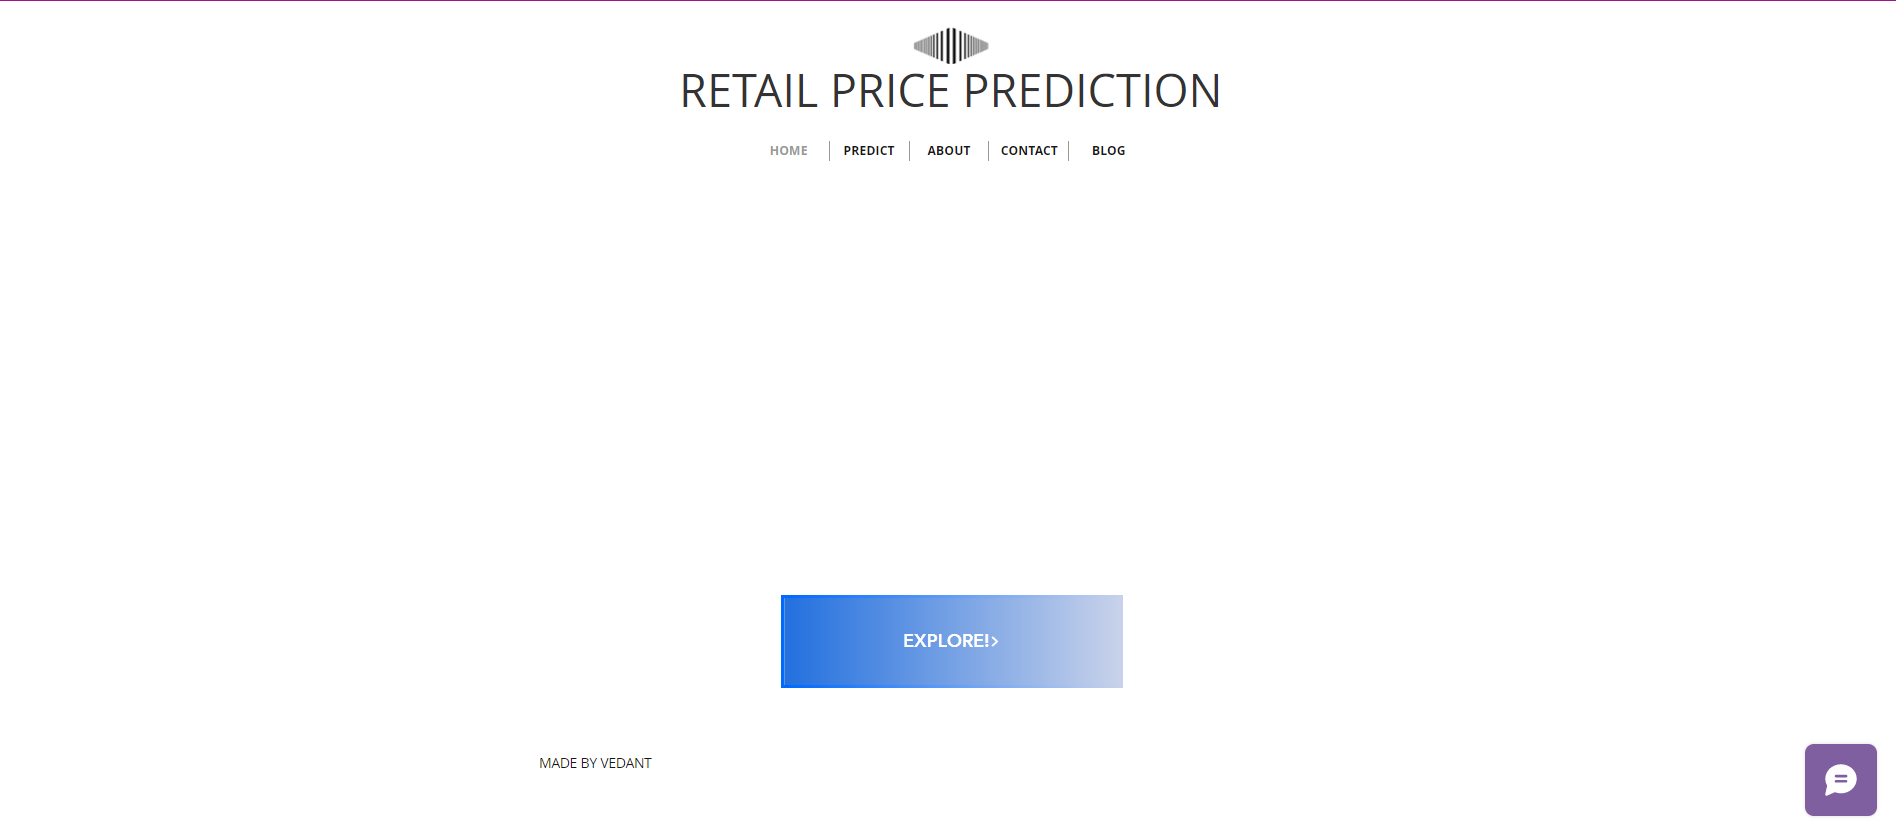 RETAIL PRICE PREDICTION
HOME PREDICT ABOUT CONTACT BLOG
EXPLORE!>
MADE BY VEDANT